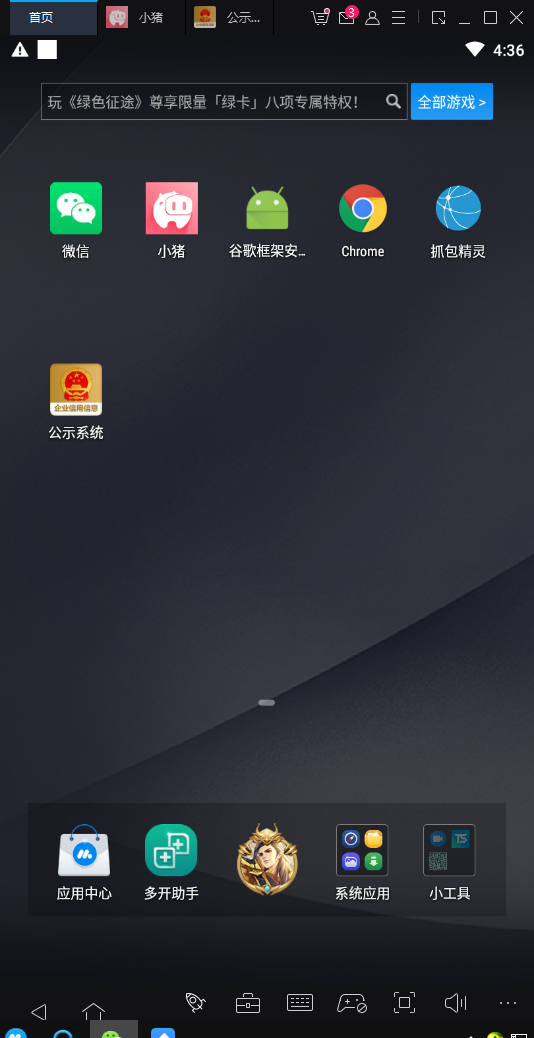 首页
小猪
公示...
3
4:36
玩《绿色征途》尊享限量「绿卡」八项专属特权！
全部游戏 >
微信
小猪
谷歌框架安...
Chrome
抓包精灵
企业信用信息
公示系统
TS
应用中心
多开助手
系统应用
小工具